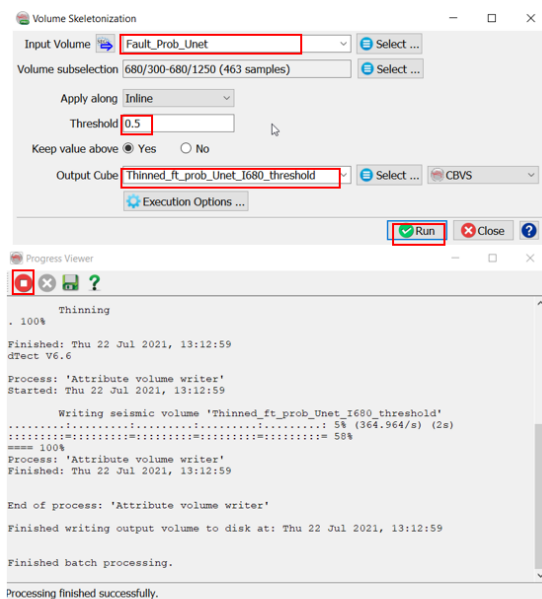 Volume Skeletonization
Input Volume Fault_Prob_Unet Select ...
Volume subselection 680/300-680/1250 (463 samples) Select ...
Apply along Inline
Threshold 0.5
Keep value above Yes No
Output Cube Thinned_ft_prob_Unet_I680_threshold Select ... CBVS
Execution Options ...
Run Close ?
Progress Viewer
?
Thinning
. 100%
Finished: Thu 22 Jul 2021, 13:12:59
dTect V6.6
Process: 'Attribute volume writer'
Started: Thu 22 Jul 2021, 13:12:59
Writing seismic volume 'Thinned_ft_prob_Unet_I680_threshold'
.........:.........:.........:.........:.........: 5% (364.964/s) (2s)
:::::::::=:::::::::=:::::::::=:::::::::=:::::::::= 58%
==== 100%
Process: 'Attribute volume writer'
Finished: Thu 22 Jul 2021, 13:12:59
End of process: 'Attribute volume writer'
Finished writing output volume to disk at: Thu 22 Jul 2021, 13:12:59
Finished batch processing.
Processing finished successfully.